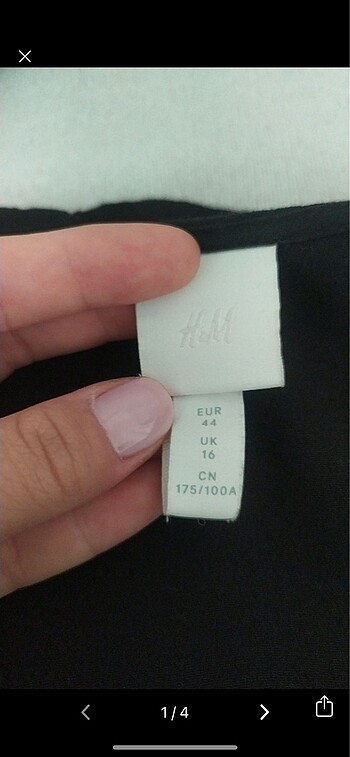 H&M
EUR
44
UK
16
CN
175/100A
1/4